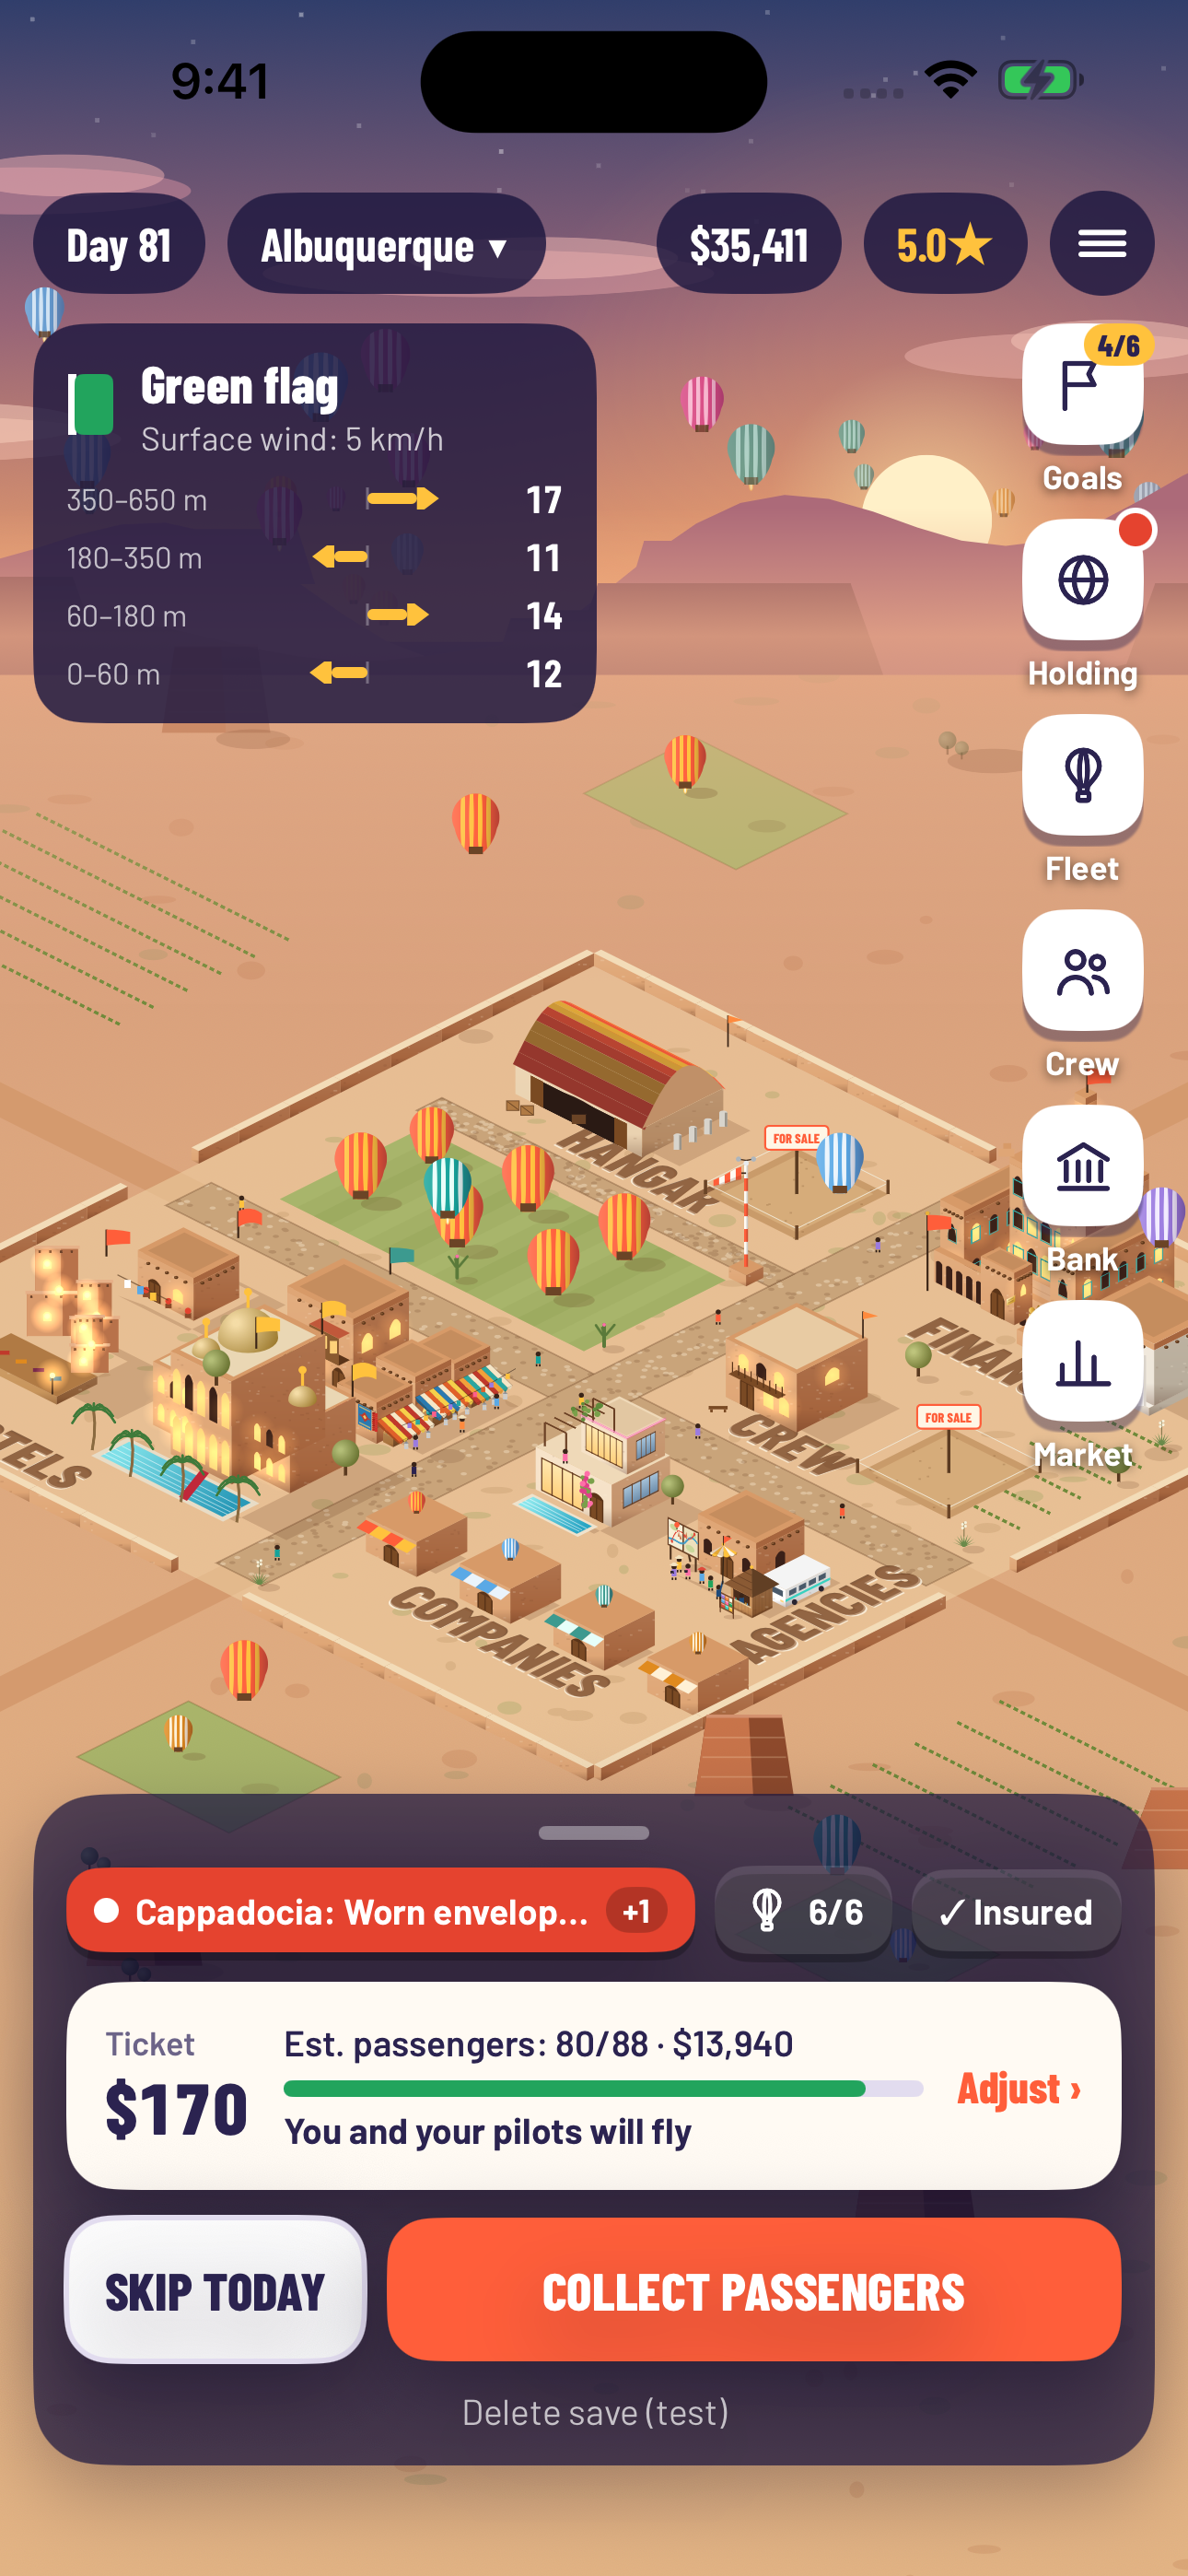 9:41
Day 81
Albuquerque ▼
$35,411
5.0★
4/6
Green flag
Surface wind: 5 km/h
350–650 m 17
180–350 m 11
60–180 m 14
0–60 m 12
Goals
Holding
Fleet
Crew
Bank
Market
HANGAR
FOR SALE
CREW
FOR SALE
COMPANIES
AGENCIES
Cappadocia: Worn envelop... +1
6/6
✓ Insured
Ticket
$170
Est. passengers: 80/88 · $13,940
You and your pilots will fly
Adjust ›
SKIP TODAY
COLLECT PASSENGERS
Delete save (test)